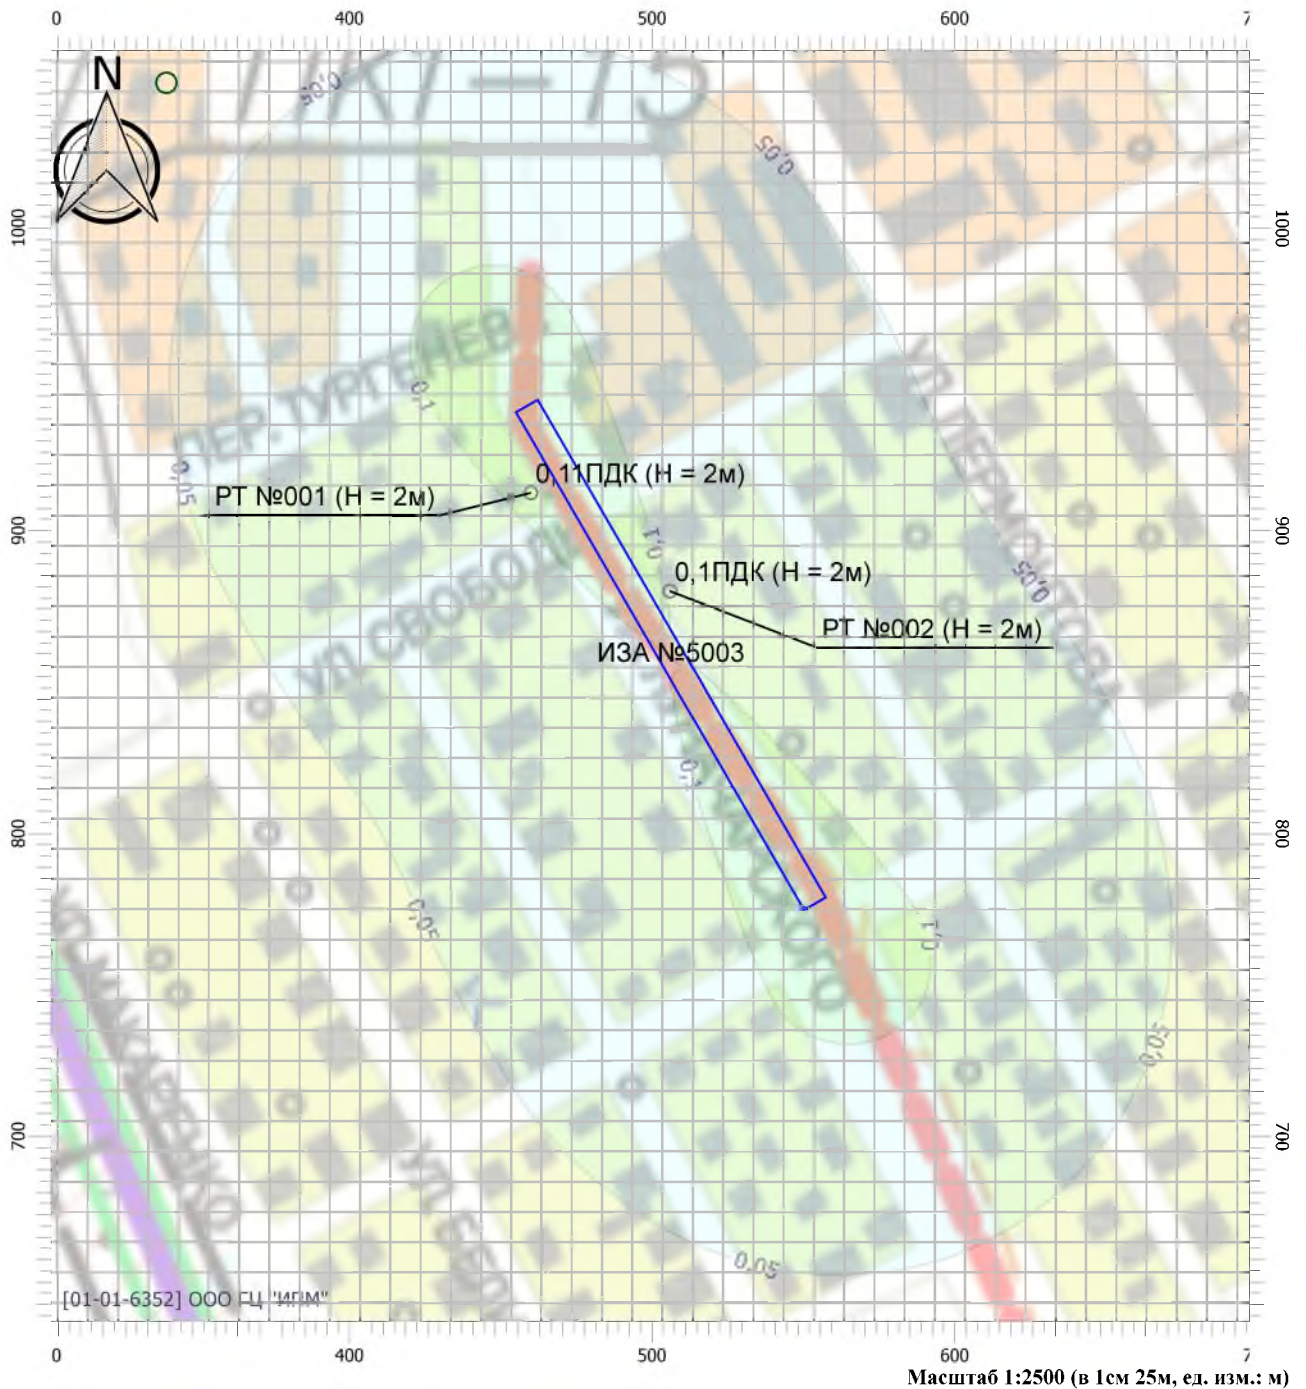 0 400 500 600 7
N
1000 1000
0,05
0,05
ПЕР. ТУРГЕНЕВ
0,1
0,05
0,11ПДК (Н = 2м)
РТ №001 (Н = 2м)
900 900
УЛ. СВОБОДЫ
0,1
0,1ПДК (Н = 2м)
0,05
РТ №002 (Н = 2м)
ИЗА №5003
УЛ. ЛЕРМОНТОВА
0,1
800 800
0,05
0,1
УЛ. МАКАРЕНКО
0,05
700 700
0,05
[01-01-6352] ООО ГЦ "ИПМ"
0 400 500 600 7
Масштаб 1:2500 (в 1см 25м, ед. изм.: м)